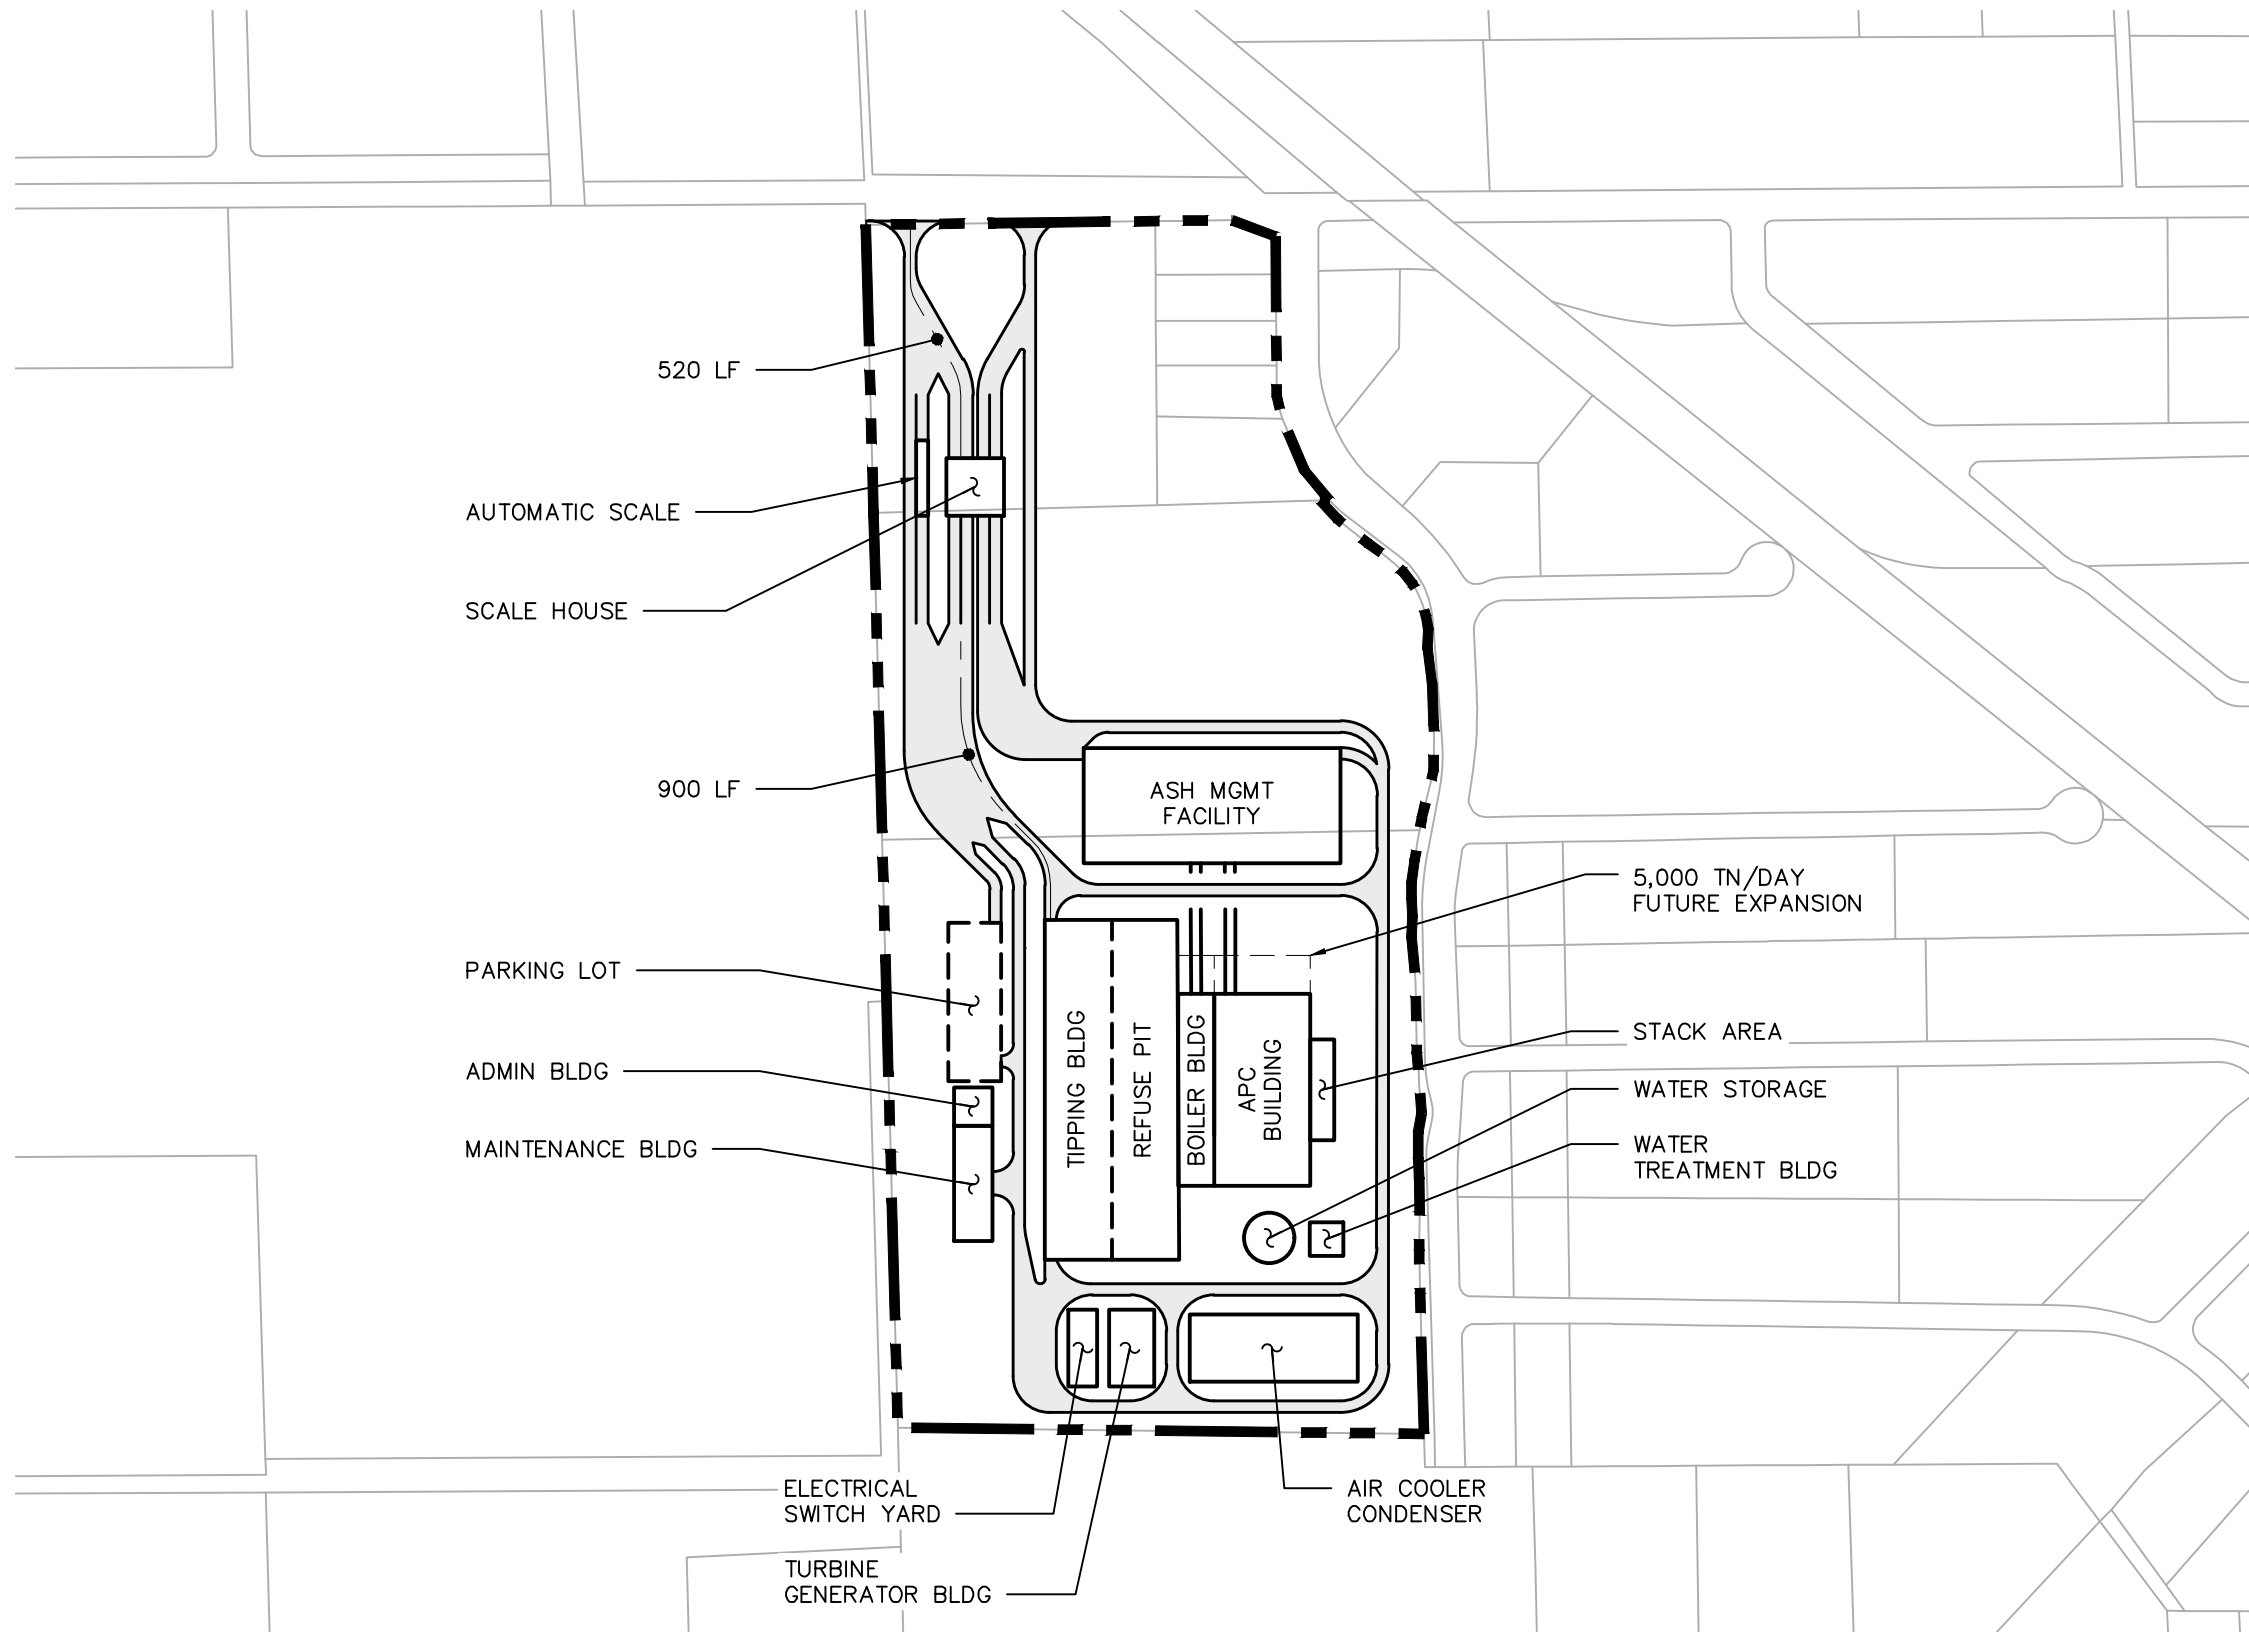 520 LF
AUTOMATIC SCALE
SCALE HOUSE
900 LF
ASH MGMT
FACILITY
5,000 TN/DAY
FUTURE EXPANSION
PARKING LOT
ADMIN BLDG
MAINTENANCE BLDG
TIPPING BLDG
REFUSE PIT
BOILER BLDG
APC
BUILDING
STACK AREA
WATER STORAGE
WATER
TREATMENT BLDG
ELECTRICAL
SWITCH YARD
TURBINE
GENERATOR BLDG
AIR COOLER
CONDENSER